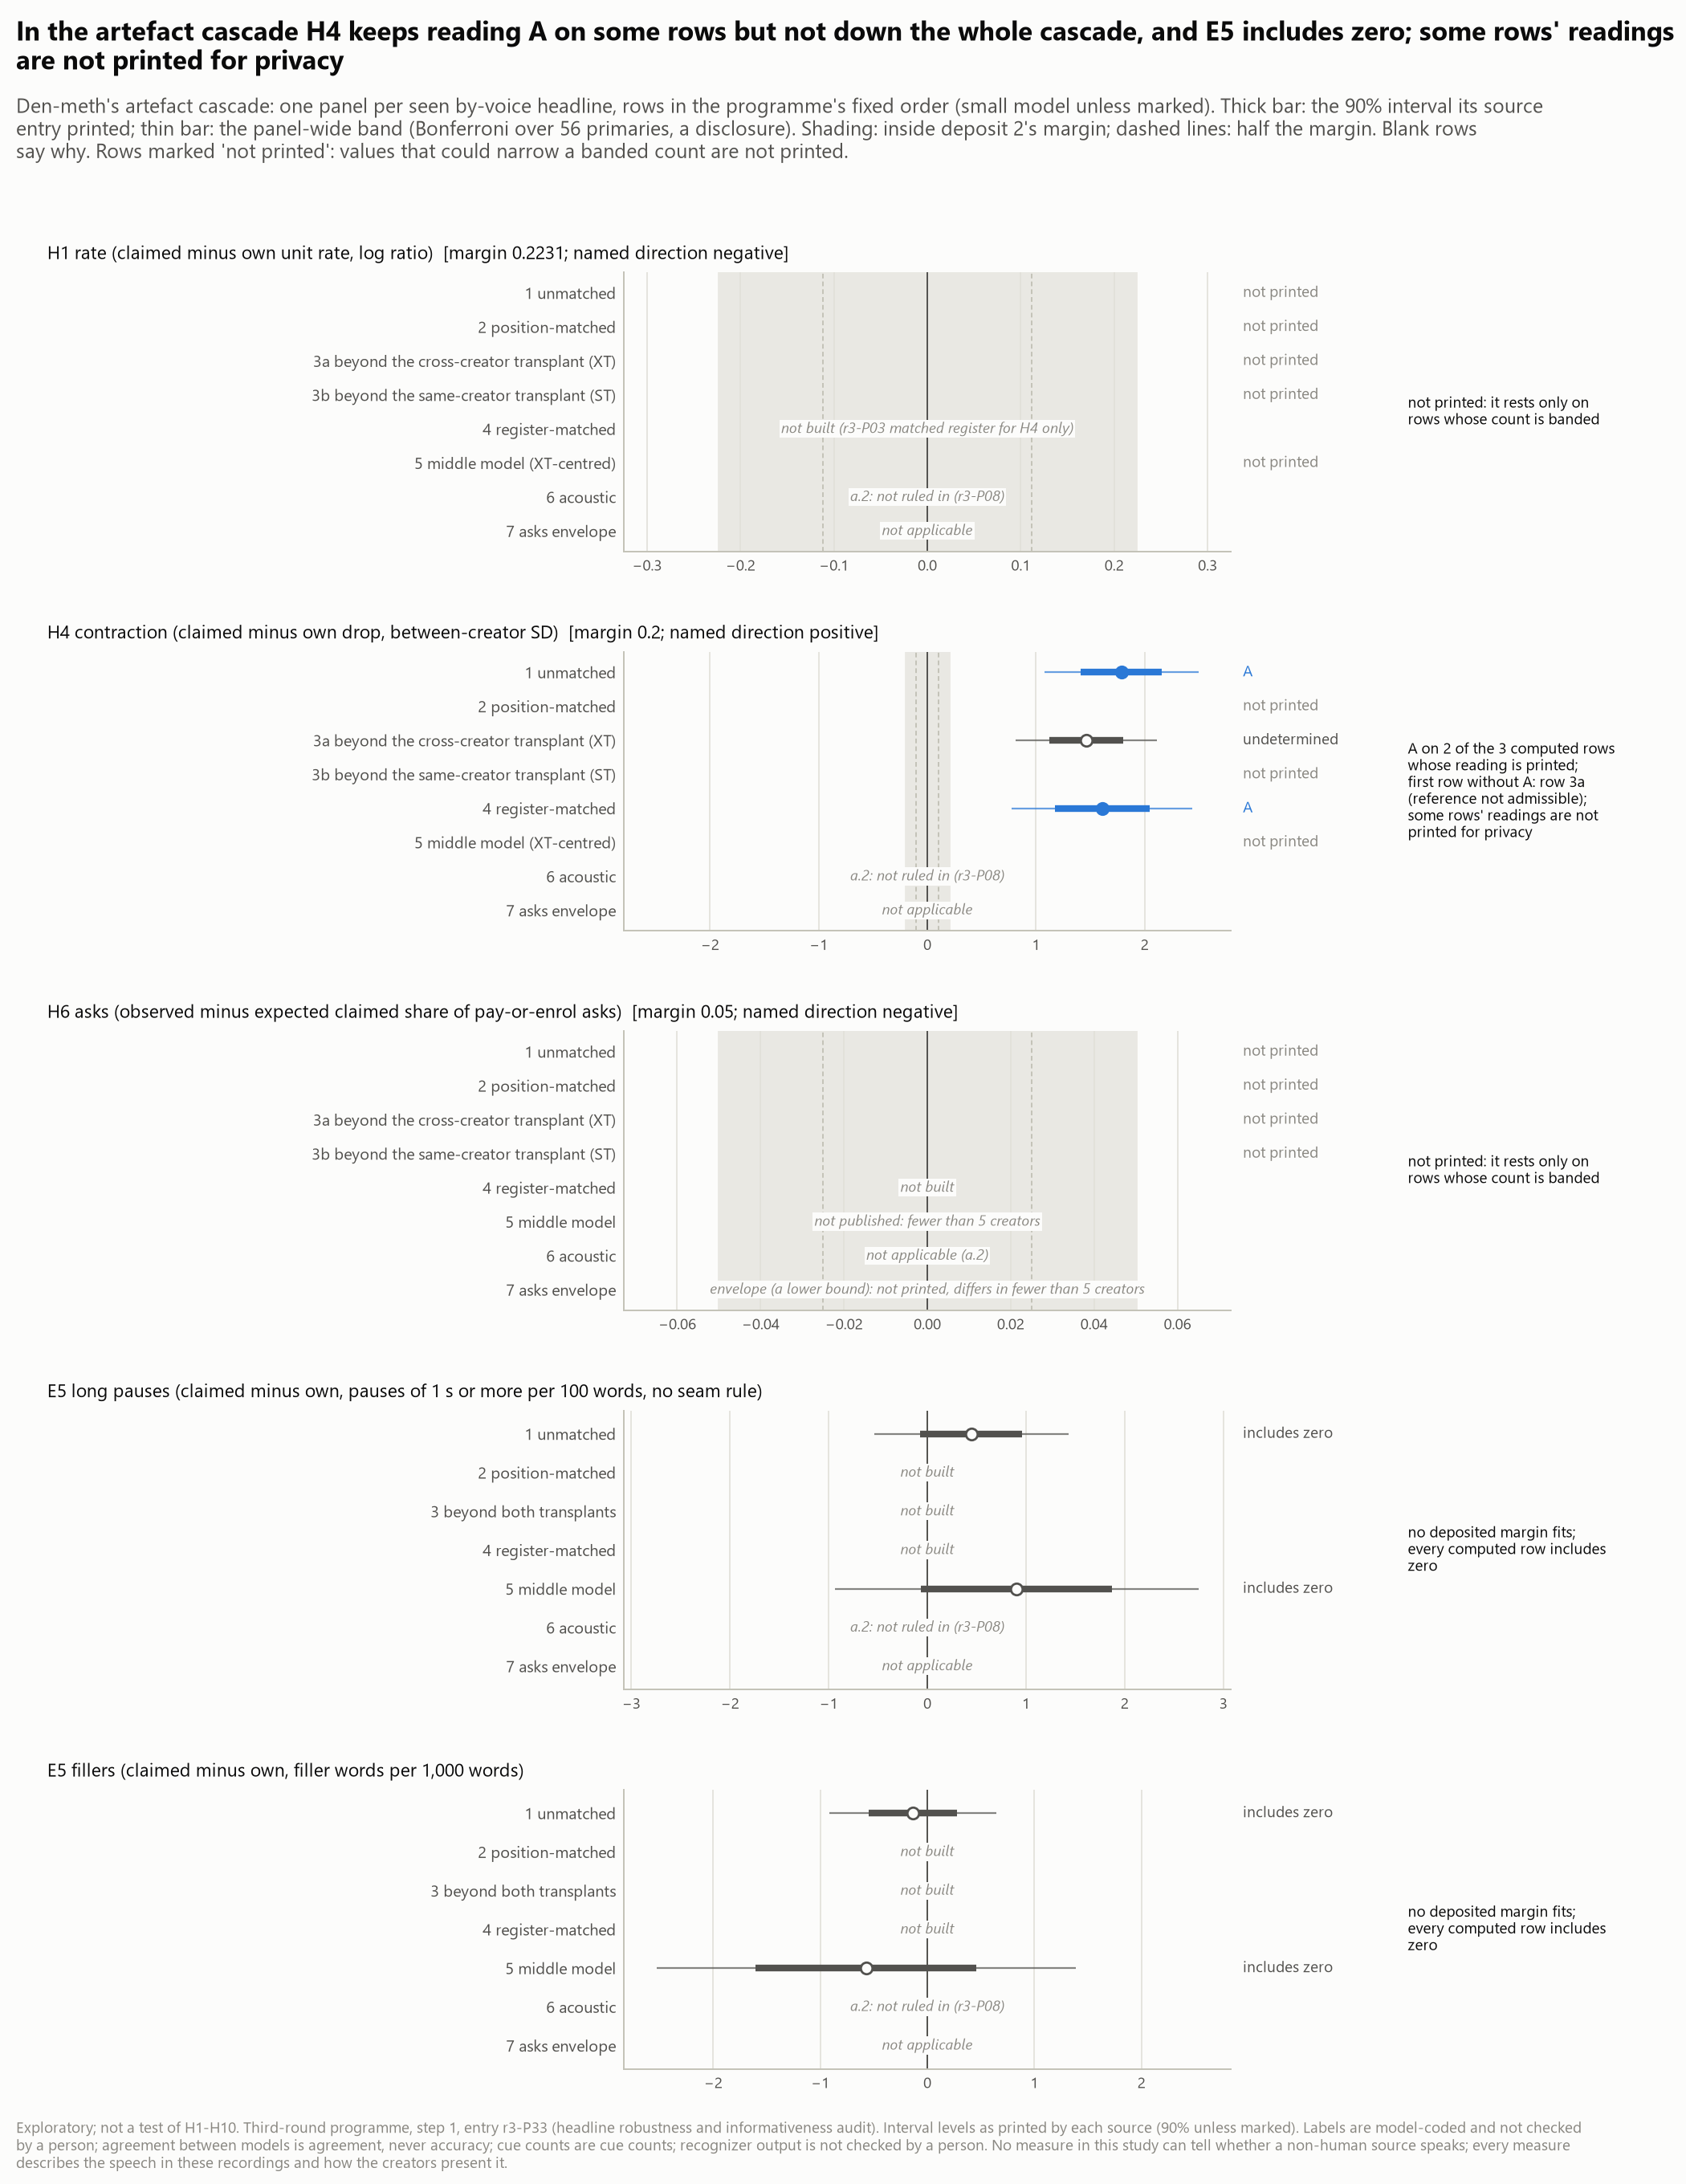 In the artefact cascade H4 keeps reading A on some rows but not down the whole cascade, and E5 includes zero; some rows' readings
are not printed for privacy
Den-meth's artefact cascade: one panel per seen by-voice headline, rows in the programme's fixed order (small model unless marked). Thick bar: the 90% interval its source
entry printed; thin bar: the panel-wide band (Bonferroni over 56 primaries, a disclosure). Shading: inside deposit 2's margin; dashed lines: half the margin. Blank rows
say why. Rows marked 'not printed': values that could narrow a banded count are not printed.
H1 rate (claimed minus own unit rate, log ratio)  [margin 0.2231; named direction negative]
1 unmatched
not printed
2 position-matched
not printed
3a beyond the cross-creator transplant (XT)
not printed
3b beyond the same-creator transplant (ST)
not printed
not printed: it rests only on
rows whose count is banded
4 register-matched
not built (r3-P03 matched register for H4 only)
5 middle model (XT-centred)
not printed
6 acoustic
a.2: not ruled in (r3-P08)
7 asks envelope
not applicable
−0.3 −0.2 −0.1 0.0 0.1 0.2 0.3
H4 contraction (claimed minus own drop, between-creator SD)  [margin 0.2; named direction positive]
1 unmatched
A
2 position-matched
not printed
3a beyond the cross-creator transplant (XT)
undetermined
3b beyond the same-creator transplant (ST)
not printed
A on 2 of the 3 computed rows
whose reading is printed;
first row without A: row 3a
(reference not admissible);
some rows' readings are not
printed for privacy
4 register-matched
A
5 middle model (XT-centred)
not printed
6 acoustic
a.2: not ruled in (r3-P08)
7 asks envelope
not applicable
−2 −1 0 1 2
H6 asks (observed minus expected claimed share of pay-or-enrol asks)  [margin 0.05; named direction negative]
1 unmatched
not printed
2 position-matched
not printed
3a beyond the cross-creator transplant (XT)
not printed
3b beyond the same-creator transplant (ST)
not printed
not printed: it rests only on
rows whose count is banded
4 register-matched
not built
5 middle model
not published: fewer than 5 creators
6 acoustic
not applicable (a.2)
7 asks envelope
envelope (a lower bound): not printed, differs in fewer than 5 creators
−0.06 −0.04 −0.02 0.00 0.02 0.04 0.06
E5 long pauses (claimed minus own, pauses of 1 s or more per 100 words, no seam rule)
1 unmatched
includes zero
2 position-matched
not built
3 beyond both transplants
not built
4 register-matched
not built
no deposited margin fits;
every computed row includes
zero
5 middle model
includes zero
6 acoustic
a.2: not ruled in (r3-P08)
7 asks envelope
not applicable
−3 −2 −1 0 1 2 3
E5 fillers (claimed minus own, filler words per 1,000 words)
1 unmatched
includes zero
2 position-matched
not built
3 beyond both transplants
not built
4 register-matched
not built
no deposited margin fits;
every computed row includes
zero
5 middle model
includes zero
6 acoustic
a.2: not ruled in (r3-P08)
7 asks envelope
not applicable
−2 −1 0 1 2
Exploratory; not a test of H1-H10. Third-round programme, step 1, entry r3-P33 (headline robustness and informativeness audit). Interval levels as printed by each source (90% unless marked). Labels are model-coded and not checked
by a person; agreement between models is agreement, never accuracy; cue counts are cue counts; recognizer output is not checked by a person. No measure in this study can tell whether a non-human source speaks; every measure
describes the speech in these recordings and how the creators present it.